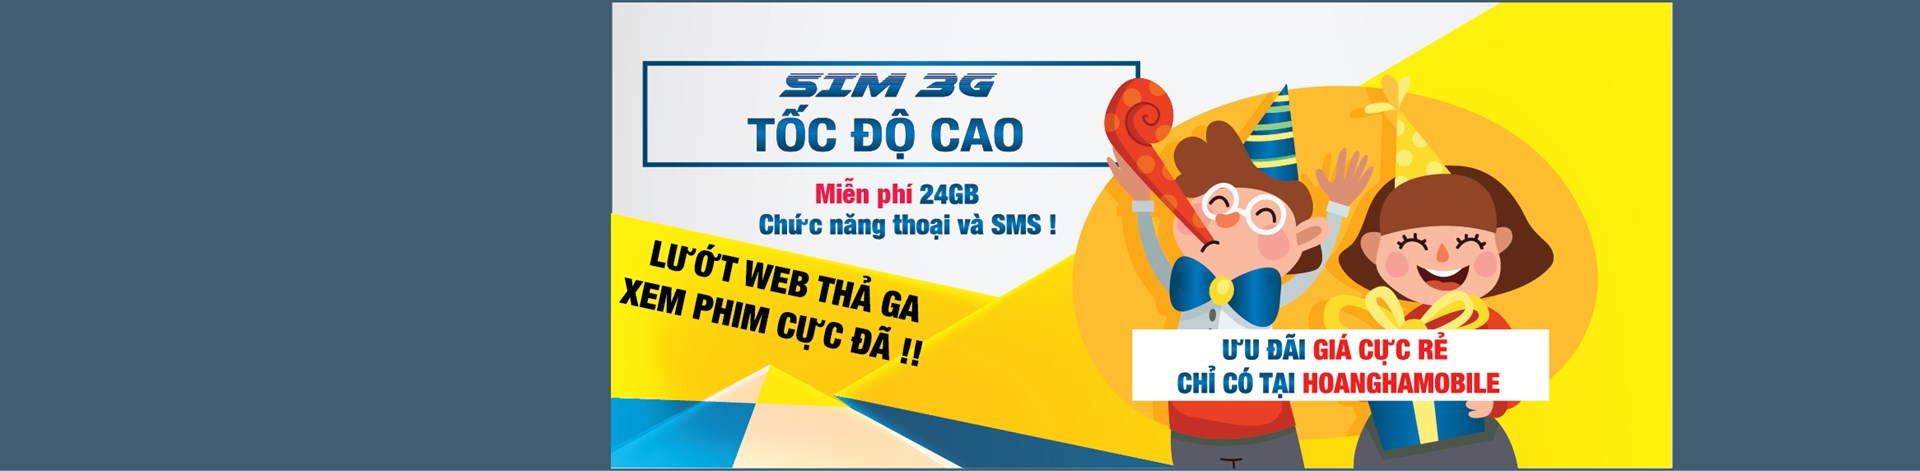 SIM 3G
TỐC ĐỘ CAO
Miễn phí 24GB
Chức năng thoại và SMS !
LƯỚT WEB THẢ GA
XEM PHIM CỰC ĐÃ !!
ƯU ĐÃI GIÁ CỰC RẺ
CHỈ CÓ TẠI HOANGHAMOBILE